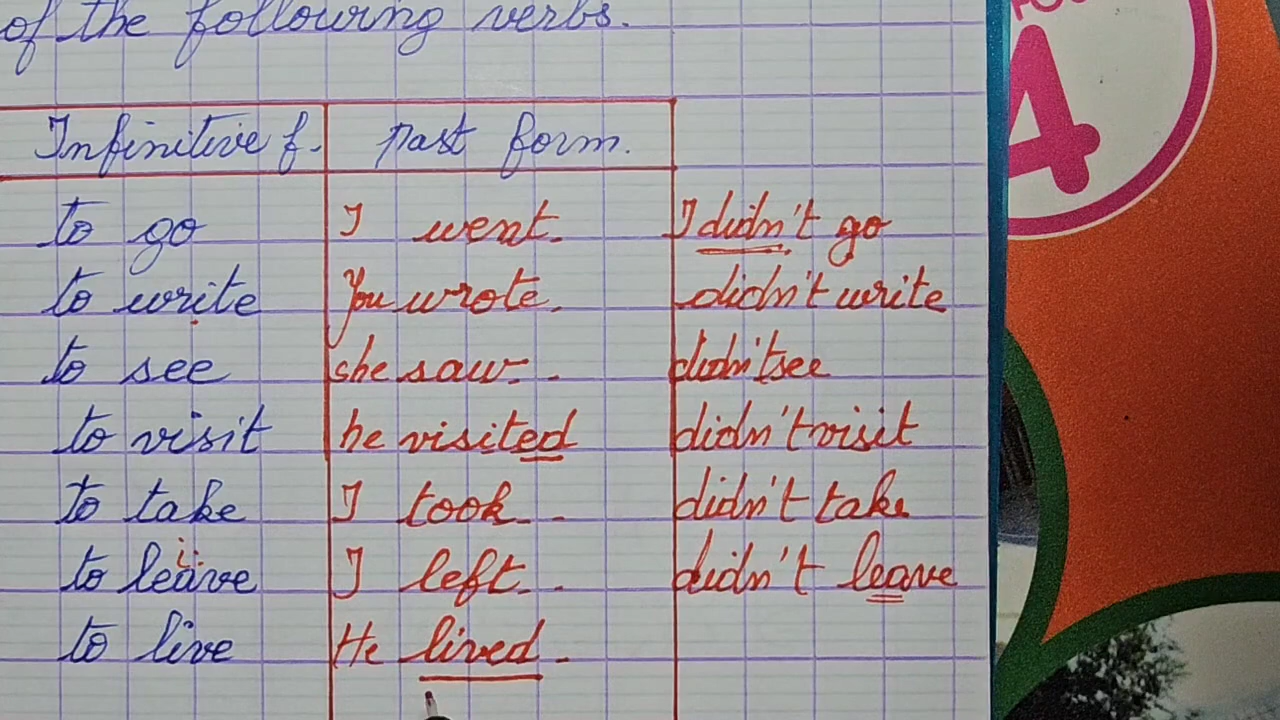 of the following verbs.
Infinitive f. Past form.
to go I went. I didn't go
to write You wrote. didn't write
to see she saw. didn't see
to visit he visited didn't visit
to take I took. didn't take
to leave I left. didn't leave
to live He lived.
4